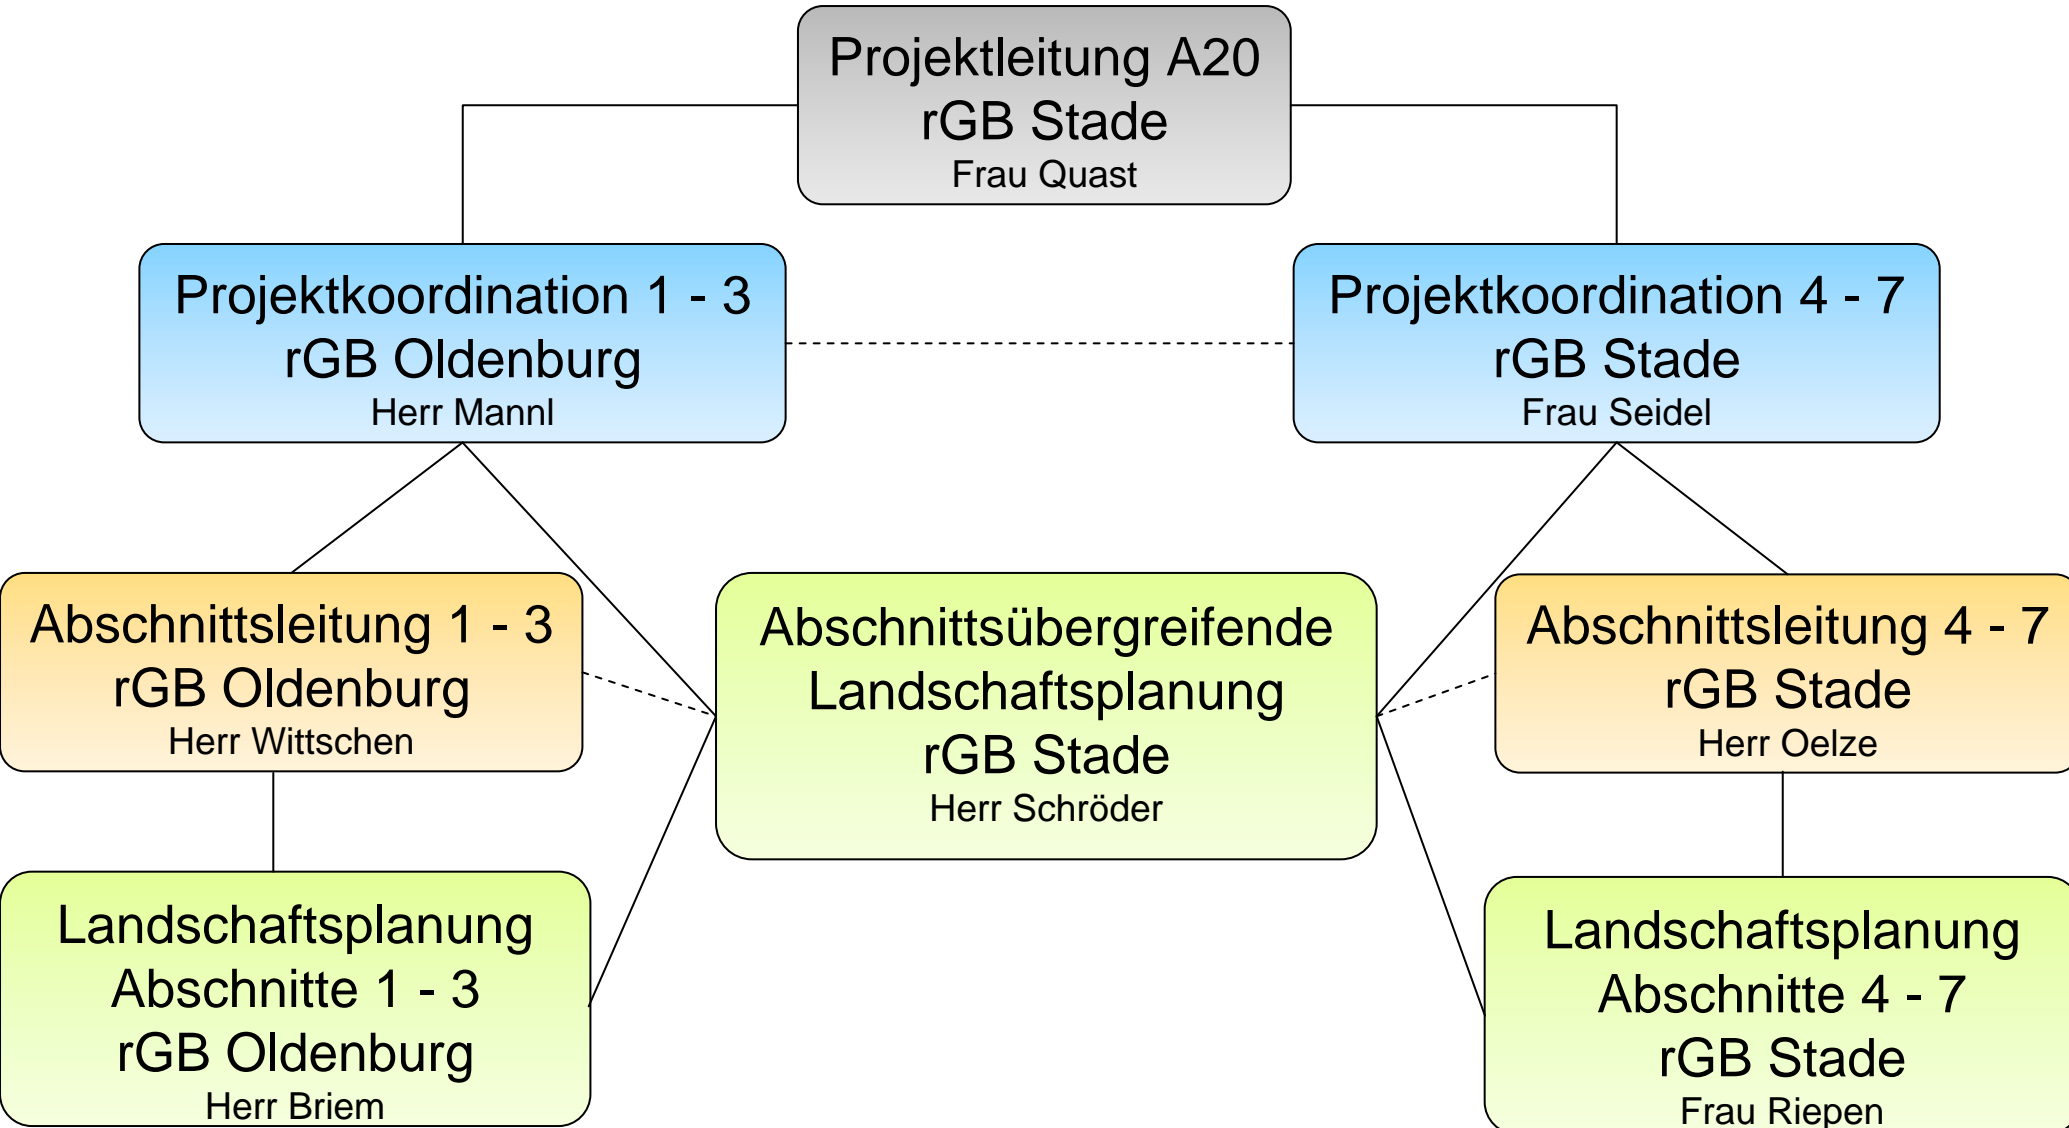 Projektleitung A20
rGB Stade
Frau Quast
Projektkoordination 1 - 3
rGB Oldenburg
Herr Mannl
Projektkoordination 4 - 7
rGB Stade
Frau Seidel
Abschnittsleitung 1 - 3
rGB Oldenburg
Herr Wittschen
Abschnittsübergreifende
Landschaftsplanung
rGB Stade
Herr Schröder
Abschnittsleitung 4 - 7
rGB Stade
Herr Oelze
Landschaftsplanung
Abschnitte 1 - 3
rGB Oldenburg
Herr Briem
Landschaftsplanung
Abschnitte 4 - 7
rGB Stade
Frau Riepen